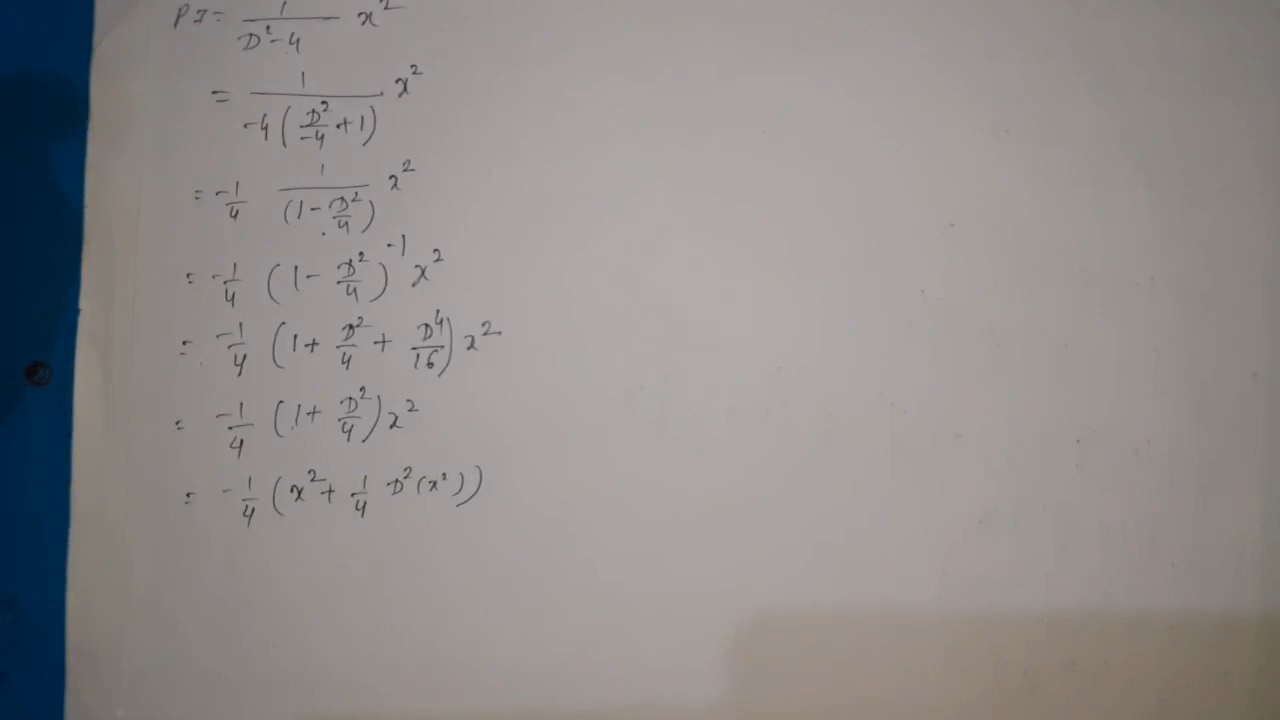 PI = 1/(D²-4) x²
= 1/(-4(D²/-4 + 1)) x²
= -1/4 1/(1 - D²/4) x²
= -1/4 (1 - D²/4)⁻¹ x²
= -1/4 (1 + D²/4 + D⁴/16) x²
= -1/4 (1 + D²/4) x²
= -1/4 (x² + 1/4 D²(x²))